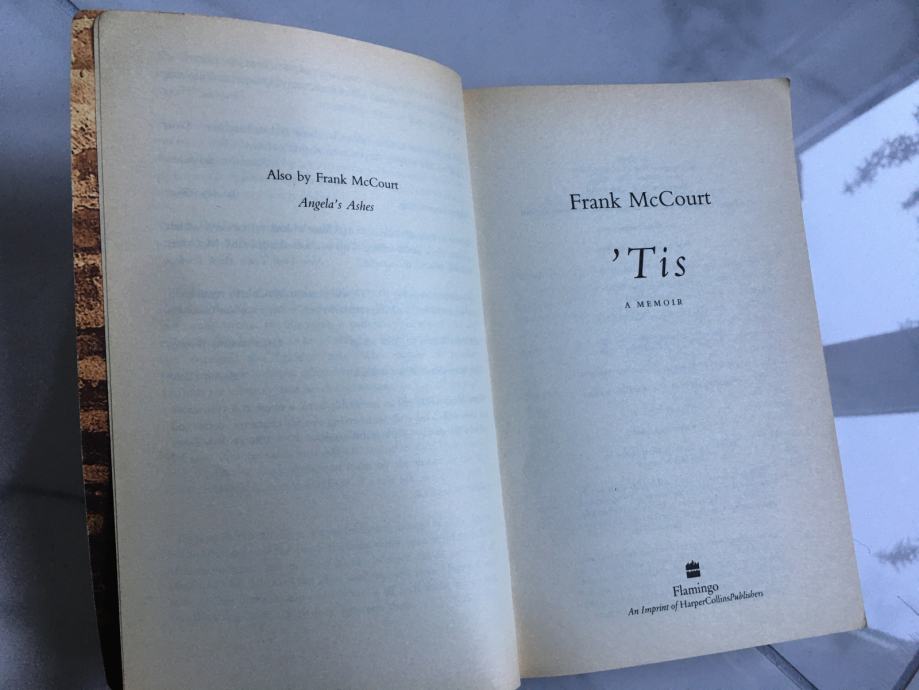 Also by Frank McCourt
Angela's Ashes
Frank McCourt
’Tis
A MEMOIR
Flamingo
An Imprint of HarperCollinsPublishers